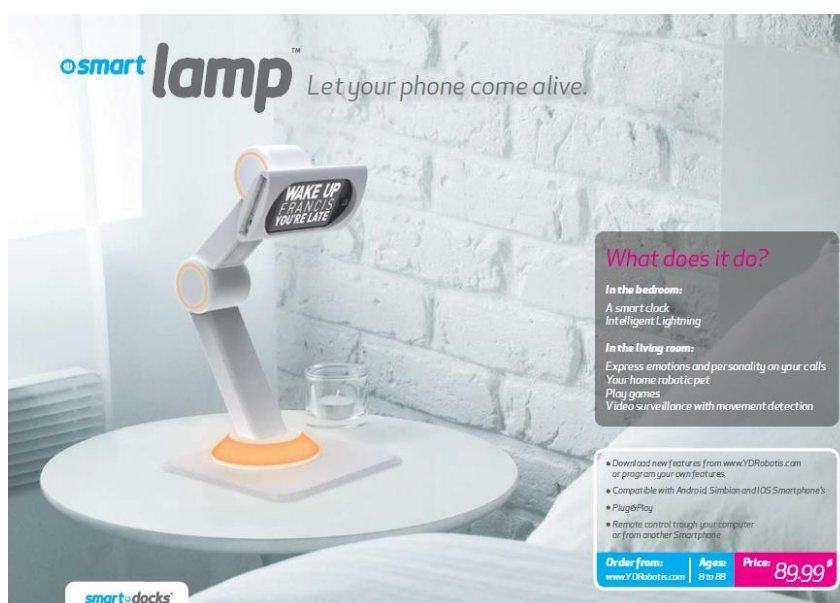 smart lamp™ Let your phone come alive.
WAKE UP
FRANCIS
YOU'RE LATE
What does it do?
In the bedroom:
A smart clock
Intelligent Lightning
In the living room:
Express emotions and personality on your calls
Your home robotic pet
Play games
Video surveillance with movement detection
• Download new features from www.YDRobotis.com
or program your own features
• Compatible with Android, Simbian and IOS Smartphone's
• Plug&Play
• Remote control trough your computer
or from another Smartphone
Order from:
www.YDRobotis.com
Ages:
8 to 88
Price: 89.99$
smart docks